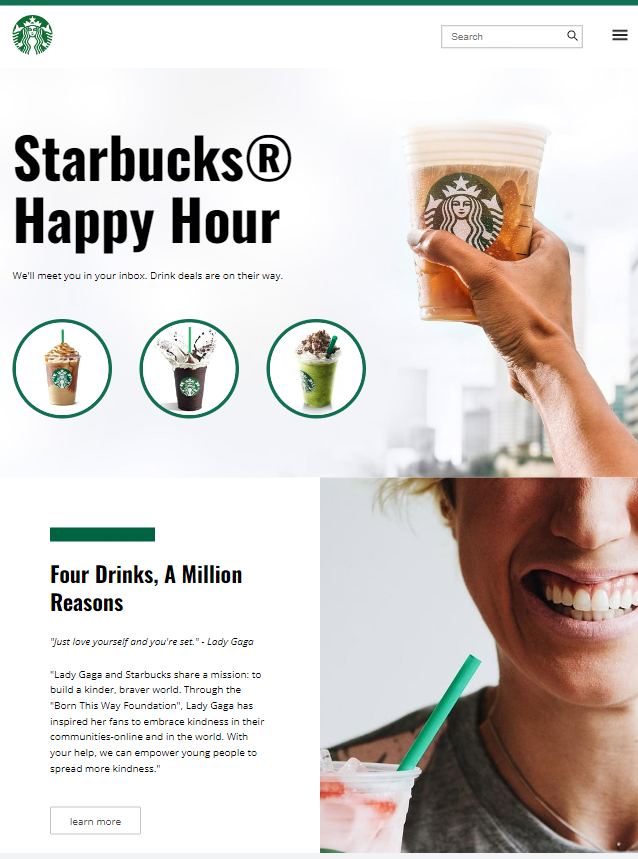 Search
Starbucks®
Happy Hour
We'll meet you in your inbox. Drink deals are on their way.
Four Drinks, A Million
Reasons
"Just love yourself and you're set." - Lady Gaga
"Lady Gaga and Starbucks share a mission: to
build a kinder, braver world. Through the
"Born This Way Foundation", Lady Gaga has
inspired her fans to embrace kindness in their
communities-online and in the world. With
your help, we can empower young people to
spread more kindness."
learn more